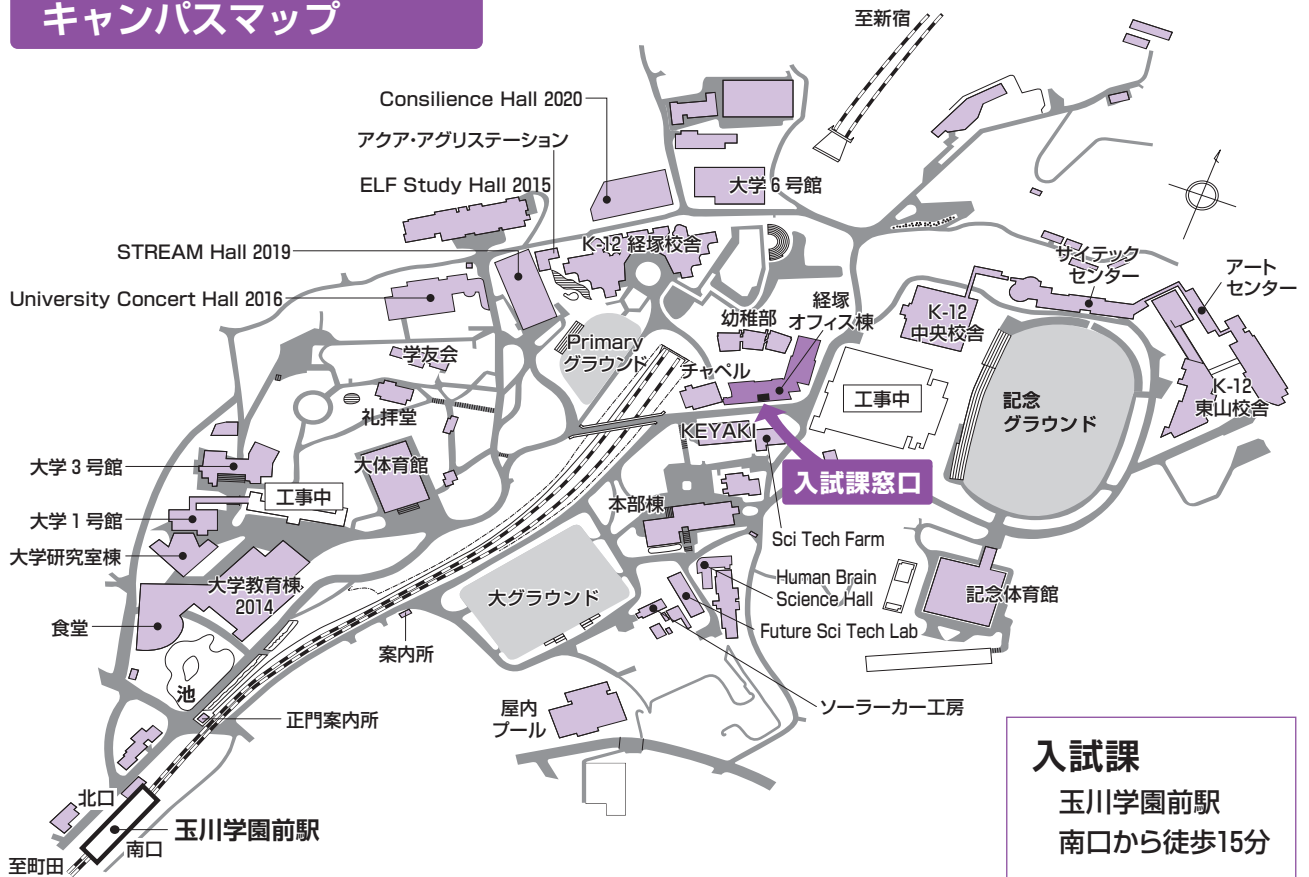 キャンパスマップ
至新宿
Consilience Hall 2020
アクア・アグリステーション
ELF Study Hall 2015
大学6号館
STREAM Hall 2019
K-12 経塚校舎
サイテック
センター
アート
センター
University Concert Hall 2016
幼稚部
経塚
オフィス棟
K-12
中央校舎
Primary
グラウンド
学友会
チャペル
K-12
東山校舎
工事中
記念
グラウンド
礼拝堂
KEYAKI
大学3号館
大体育館
入試課窓口
工事中
本部棟
大学1号館
Sci Tech Farm
大学研究室棟
Human Brain
Science Hall
大学教育棟
2014
大グラウンド
記念体育館
食堂
Future Sci Tech Lab
案内所
池
ソーラーカー工房
正門案内所
屋内
プール
北口
玉川学園前駅
南口
至町田
入試課
玉川学園前駅
南口から徒歩15分